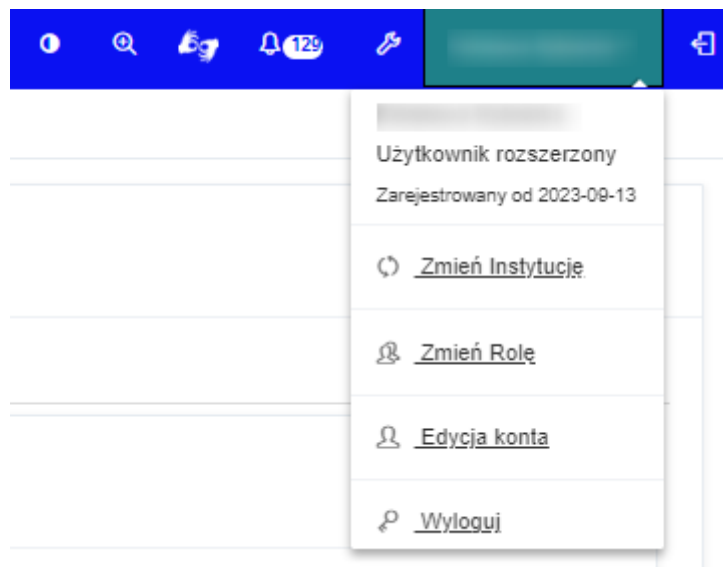 129
Użytkownik rozszerzony
Zarejestrowany od 2023-09-13
Zmień Instytucję
Zmień Rolę
Edycja konta
Wyloguj